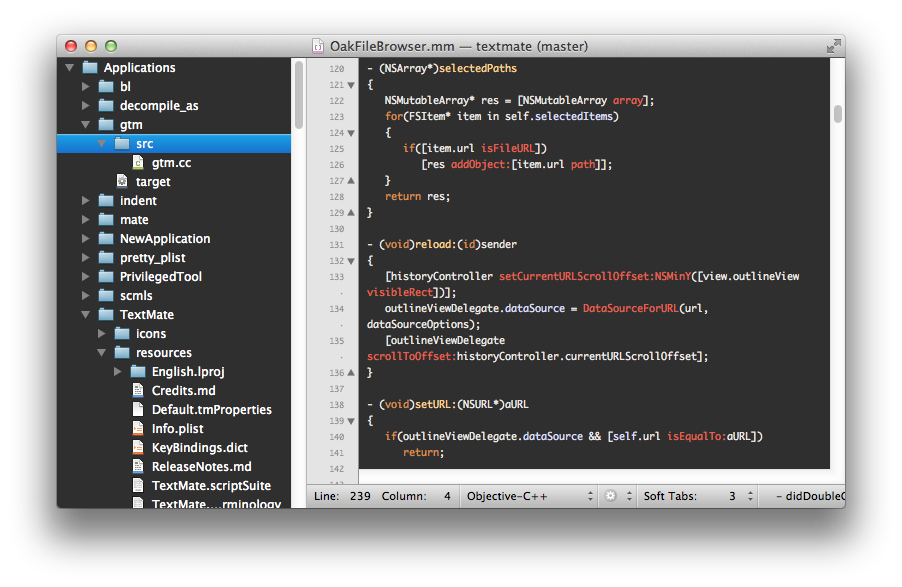 OakFileBrowser.mm — textmate (master)
Applications
bl
decompile_as
gtm
src
gtm.cc
target
indent
mate
NewApplication
pretty_plist
PrivilegedTool
scmls
TextMate
icons
resources
English.lproj
Credits.md
Default.tmProperties
Info.plist
KeyBindings.dict
ReleaseNotes.md
TextMate.scriptSuite
TextMate....rminology
120 - (NSArray*)selectedPaths
121 {
122 NSMutableArray* res = [NSMutableArray array];
123 for(FSItem* item in self.selectedItems)
124 {
125 if([item.url isFileURL])
126 [res addObject:[item.url path]];
127 }
128 return res;
129 }
130
131 - (void)reload:(id)sender
132 {
133 [historyController setCurrentURLScrollOffset:NSMinY([view.outlineView
visibleRect])];
134 outlineViewDelegate.dataSource = DataSourceForURL(url,
· dataSourceOptions);
135 [outlineViewDelegate
· scrollToOffset:historyController.currentURLScrollOffset];
136 }
137
138 - (void)setURL:(NSURL*)aURL
139 {
140 if(outlineViewDelegate.dataSource && [self.url isEqualTo:aURL])
141 return;
142
Line: 239 Column: 4 Objective-C++ Soft Tabs: 3 - didDoubleC